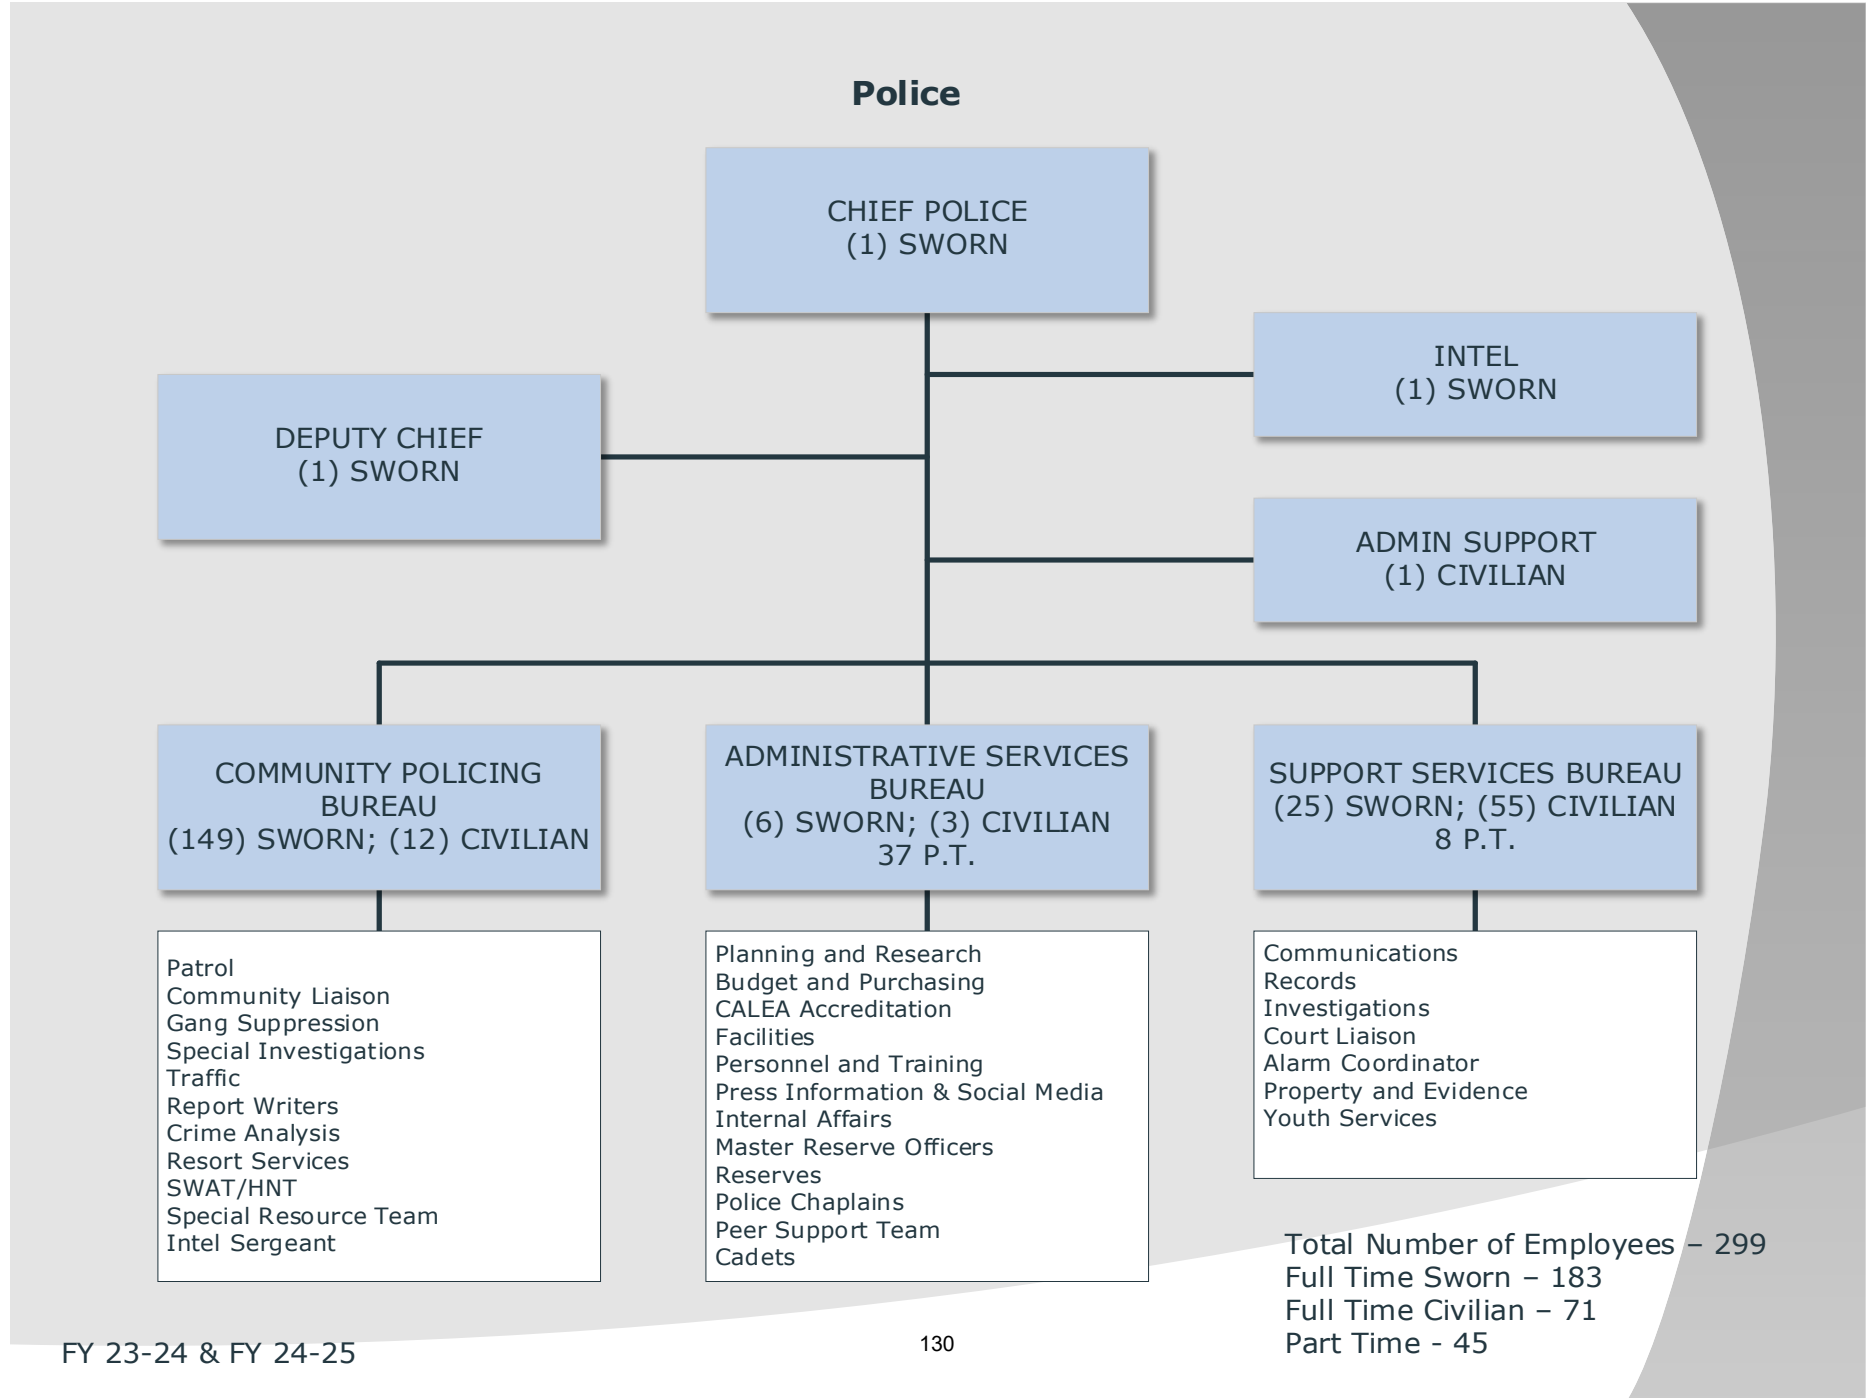 Police
CHIEF POLICE
(1) SWORN
INTEL
(1) SWORN
DEPUTY CHIEF
(1) SWORN
ADMIN SUPPORT
(1) CIVILIAN
COMMUNITY POLICING
BUREAU
(149) SWORN; (12) CIVILIAN
ADMINISTRATIVE SERVICES
BUREAU
(6) SWORN; (3) CIVILIAN
37 P.T.
SUPPORT SERVICES BUREAU
(25) SWORN; (55) CIVILIAN
8 P.T.
Patrol
Community Liaison
Gang Suppression
Special Investigations
Traffic
Report Writers
Crime Analysis
Resort Services
SWAT/HNT
Special Resource Team
Intel Sergeant
Planning and Research
Budget and Purchasing
CALEA Accreditation
Facilities
Personnel and Training
Press Information & Social Media
Internal Affairs
Master Reserve Officers
Reserves
Police Chaplains
Peer Support Team
Cadets
Communications
Records
Investigations
Court Liaison
Alarm Coordinator
Property and Evidence
Youth Services
Total Number of Employees – 299
Full Time Sworn – 183
Full Time Civilian – 71
Part Time - 45
FY 23-24 & FY 24-25
130